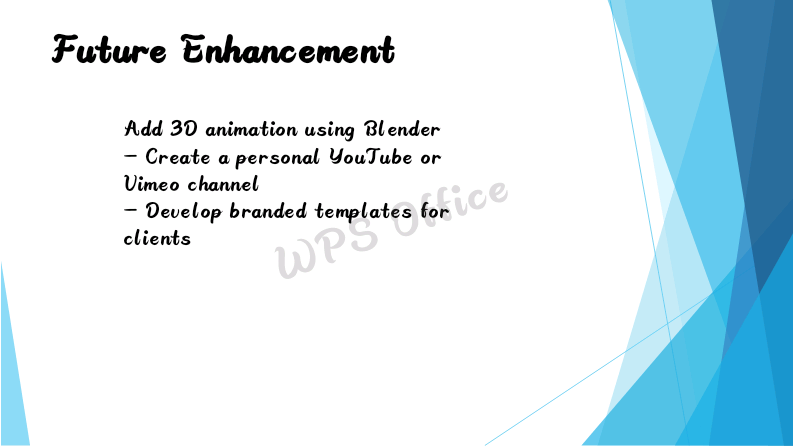 Future Enhancement
Add 3D animation using Blender
– Create a personal YouTube or
Vimeo channel
– Develop branded templates for
clients
WPS Office